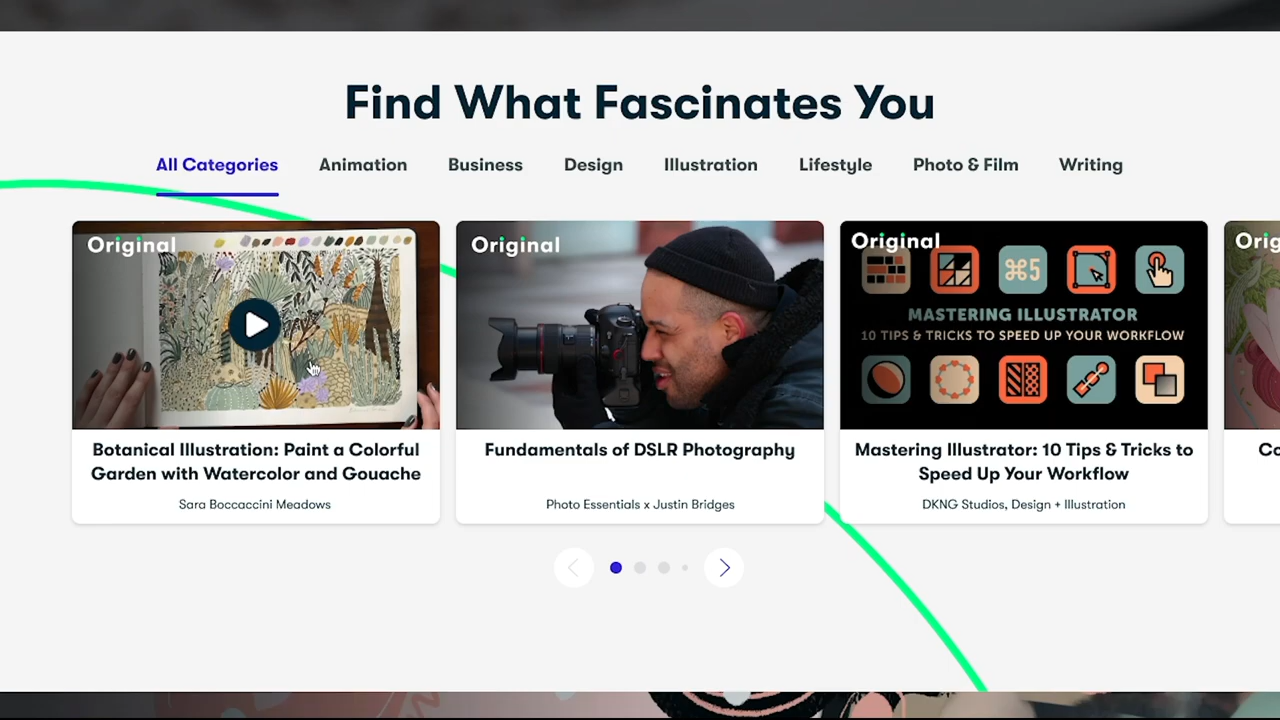 Find What Fascinates You
All Categories Animation Business Design Illustration Lifestyle Photo & Film Writing
Original
Botanical Illustration: Paint a Colorful
Garden with Watercolor and Gouache
Sara Boccaccini Meadows
Original
Fundamentals of DSLR Photography
Photo Essentials x Justin Bridges
Original
⌘5
MASTERING ILLUSTRATOR
10 TIPS & TRICKS TO SPEED UP YOUR WORKFLOW
Mastering Illustrator: 10 Tips & Tricks to
Speed Up Your Workflow
DKNG Studios, Design + Illustration